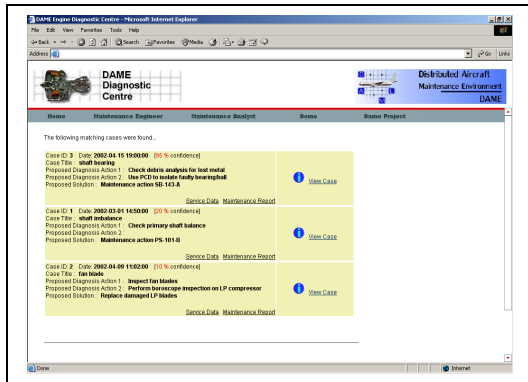 DAME Engine Diagnostic Centre - Microsoft Internet Explorer
File Edit View Favorites Tools Help
Back Search Favorites Media
Address Go Links
DAME
Diagnostic
Centre
Distributed Aircraft
Maintenance Environment
DAME
Home Maintenance Engineer Maintenance Analyst Demo Dame Project
The following matching cases were found...
Case ID: 3 Date: 2002-04-15 19:00:00 [95 % confidence]
Case Title : shaft bearing
Proposed Diagnosis Action 1 : Check debris analysis for lost metal
Proposed Diagnosis Action 2 : Use PCD to isolate faulty bearing/ball
Proposed Solution : Maintenance action SB-143-A
View Case
Service Data Maintenance Report
Case ID: 1 Date: 2002-03-01 14:50:00 [20 % confidence]
Case Title : shaft imbalance
Proposed Diagnosis Action 1 : Check primary shaft balance
Proposed Diagnosis Action 2 :
Proposed Solution : Maintenance action PS-101-B
View Case
Service Data Maintenance Report
Case ID: 2 Date: 2002-04-09 11:02:00 [10 % confidence]
Case Title : fan blade
Proposed Diagnosis Action 1 : Inspect fan blades
Proposed Diagnosis Action 2 : Perform boroscope inspection on LP compressor
Proposed Solution : Replace damaged LP blades
View Case
Service Data Maintenance Report
Done Internet